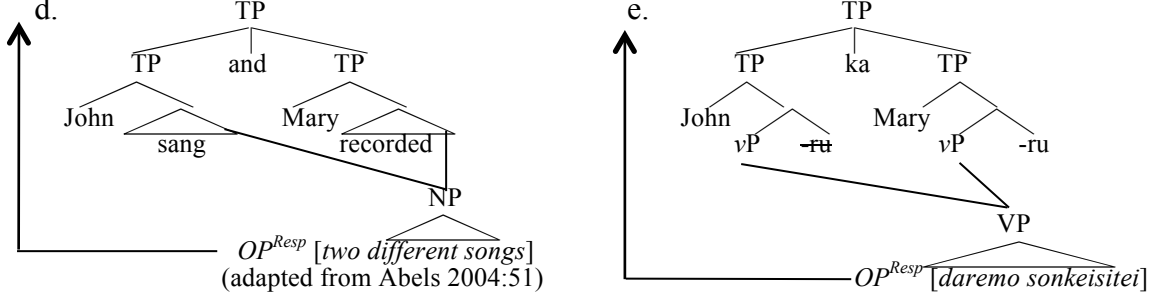 d.
TP
TP and TP
John Mary
sang recorded
NP
OP^Resp [two different songs]
(adapted from Abels 2004:51)
e.
TP
TP ka TP
John Mary
vP -ru vP -ru
VP
OP^Resp [daremo sonkeisitei]